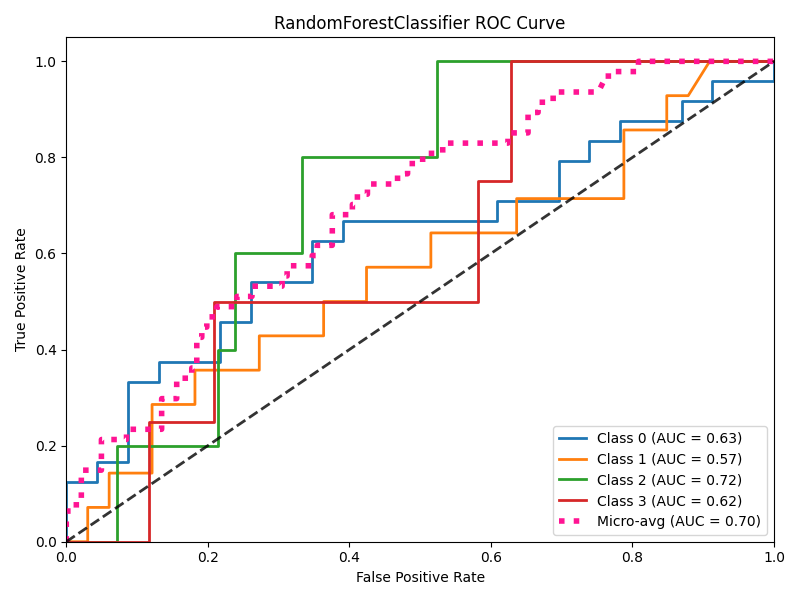 RandomForestClassifier ROC Curve
True Positive Rate
1.0
0.8
0.6
0.4
0.2
0.0
Class 0 (AUC = 0.63)
Class 1 (AUC = 0.57)
Class 2 (AUC = 0.72)
Class 3 (AUC = 0.62)
Micro-avg (AUC = 0.70)
0.0 0.2 0.4 0.6 0.8 1.0
False Positive Rate